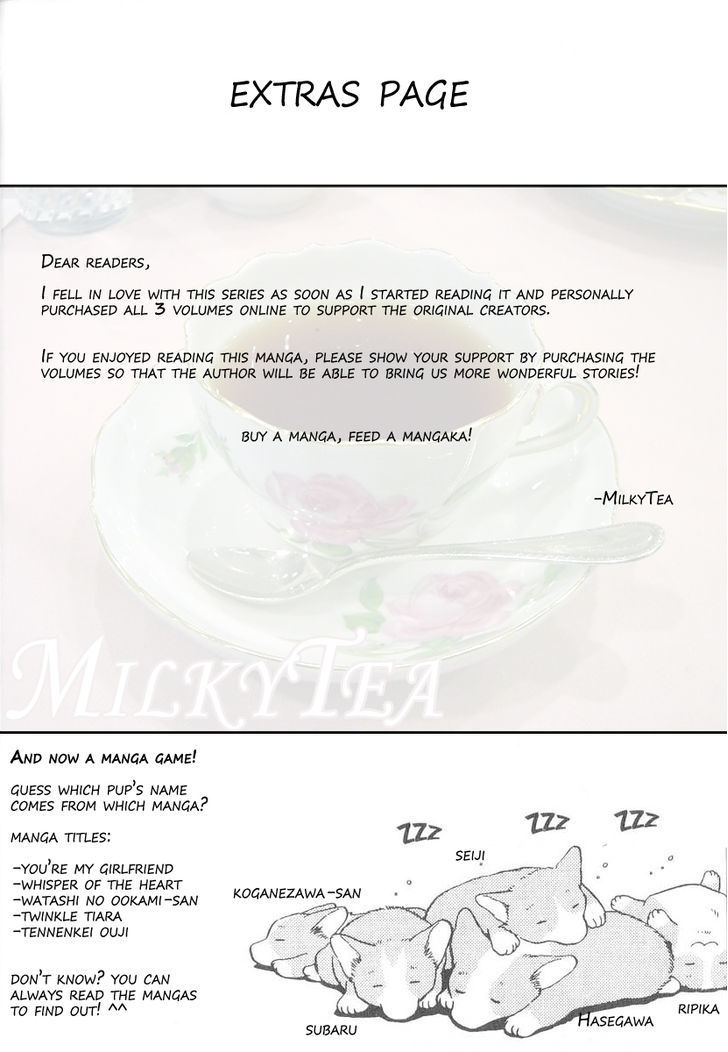 EXTRAS PAGE
DEAR READERS,
I FELL IN LOVE WITH THIS SERIES AS SOON AS I STARTED READING IT AND PERSONALLY
PURCHASED ALL 3 VOLUMES ONLINE TO SUPPORT THE ORIGINAL CREATORS.
IF YOU ENJOYED READING THIS MANGA, PLEASE SHOW YOUR SUPPORT BY PURCHASING THE
VOLUMES SO THAT THE AUTHOR WILL BE ABLE TO BRING US MORE WONDERFUL STORIES!
BUY A MANGA, FEED A MANGAKA!
-MILKYTEA
MILKYTEA
AND NOW A MANGA GAME!
GUESS WHICH PUP'S NAME
COMES FROM WHICH MANGA?
MANGA TITLES:
-YOU'RE MY GIRLFRIEND
-WHISPER OF THE HEART
-WATASHI NO OOKAMI-SAN
-TWINKLE TIARA
-TENNENKEI OUJI
DON'T KNOW? YOU CAN
ALWAYS READ THE MANGAS
TO FIND OUT! ^^
ZZZ
ZZZ
ZZZ
SEIJI
KOGANEZAWA-SAN
SUBARU
HASEGAWA
RIPIKA